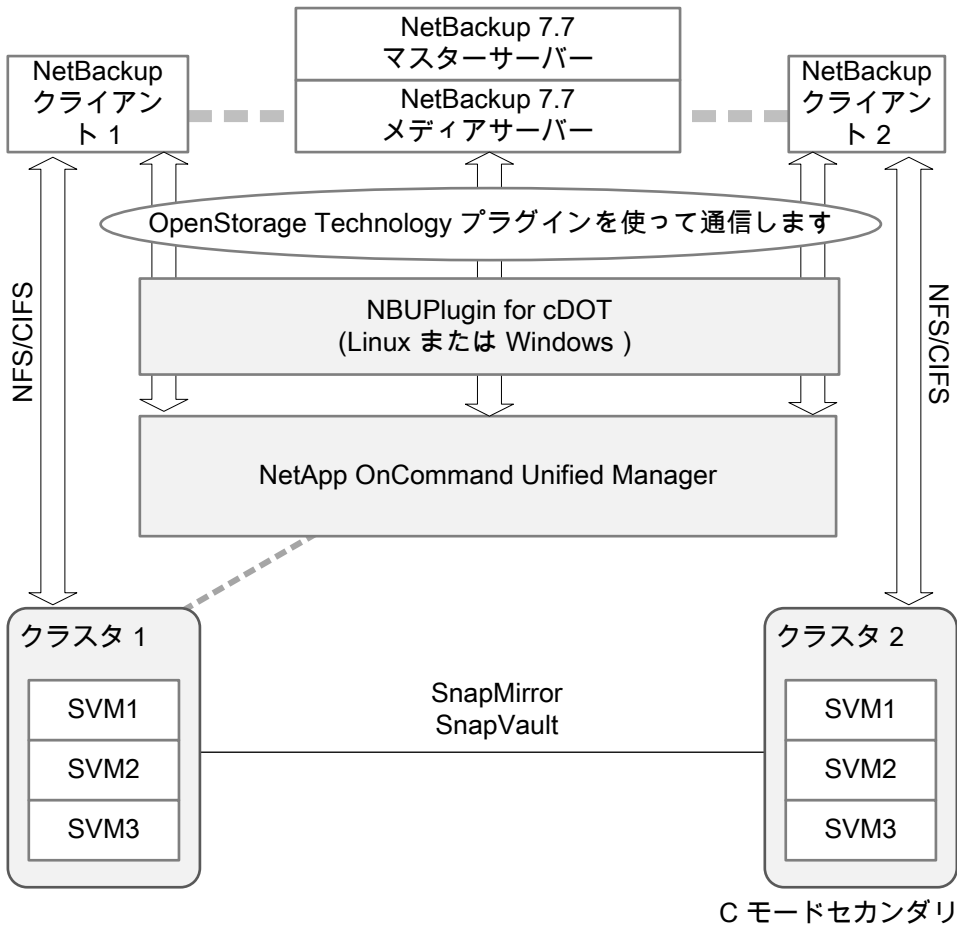 NetBackup 7.7
マスターサーバー
NetBackup 7.7
メディアサーバー
NetBackup
クライアン
ト 1
NetBackup
クライアン
ト 2
OpenStorage Technology プラグインを使って通信します
NBUPlugin for cDOT
(Linux または Windows )
NFS/CIFS
NFS/CIFS
NetApp OnCommand Unified Manager
クラスタ 1
SVM1
SVM2
SVM3
SnapMirror
SnapVault
クラスタ 2
SVM1
SVM2
SVM3
C モードセカンダリ